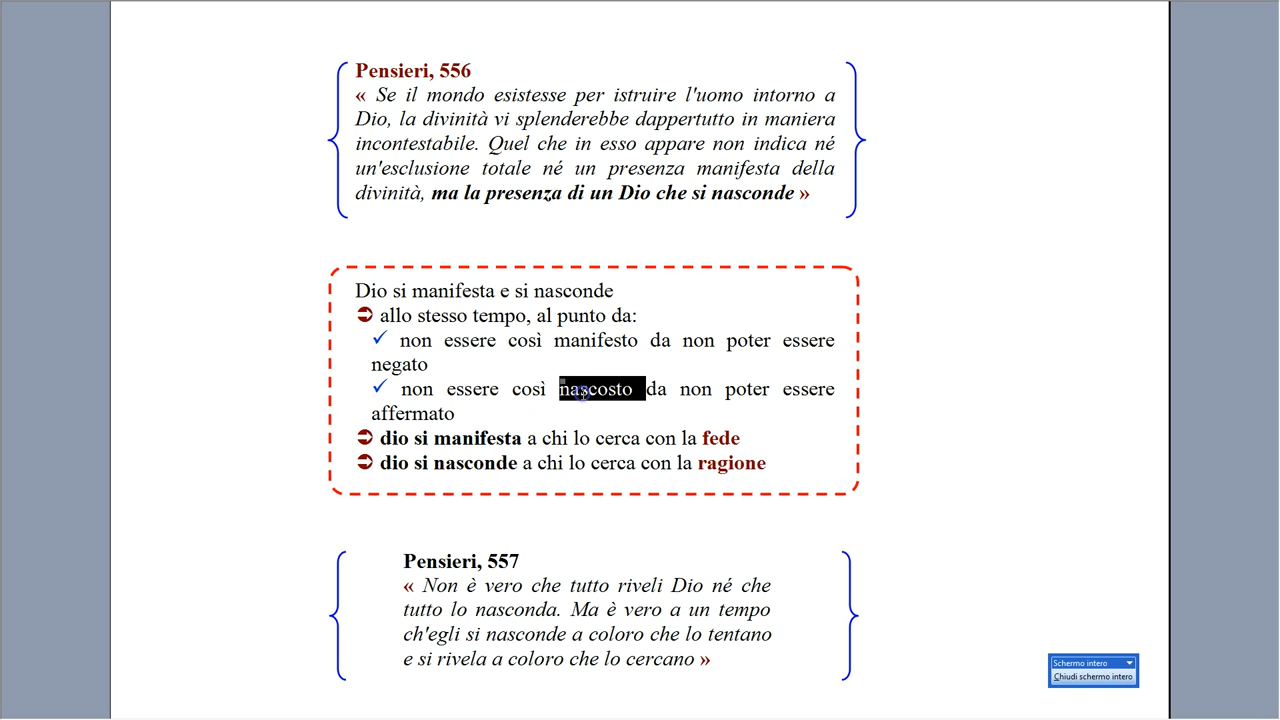 Pensieri, 556
« Se il mondo esistesse per istruire l'uomo intorno a
Dio, la divinità vi splenderebbe dappertutto in maniera
incontestabile. Quel che in esso appare non indica né
un'esclusione totale né un presenza manifesta della
divinità, ma la presenza di un Dio che si nasconde »
Dio si manifesta e si nasconde
allo stesso tempo, al punto da:
non essere così manifesto da non poter essere
negato
non essere così nascosto da non poter essere
affermato
dio si manifesta a chi lo cerca con la fede
dio si nasconde a chi lo cerca con la ragione
Pensieri, 557
« Non è vero che tutto riveli Dio né che
tutto lo nasconda. Ma è vero a un tempo
ch'egli si nasconde a coloro che lo tentano
e si rivela a coloro che lo cercano »
Schermo intero
Chiudi schermo intero